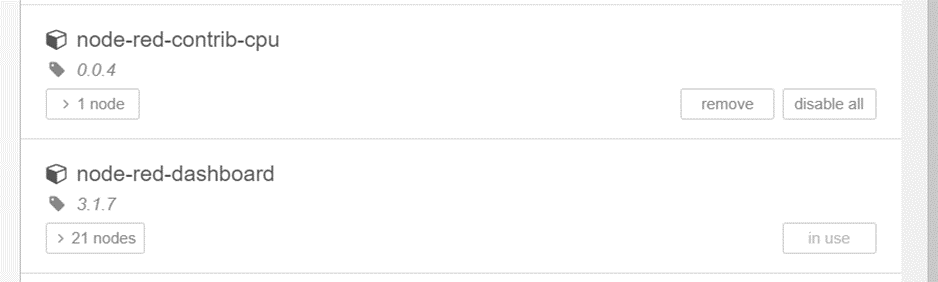 node-red-contrib-cpu
0.0.4
> 1 node remove disable all
node-red-dashboard
3.1.7
> 21 nodes in use